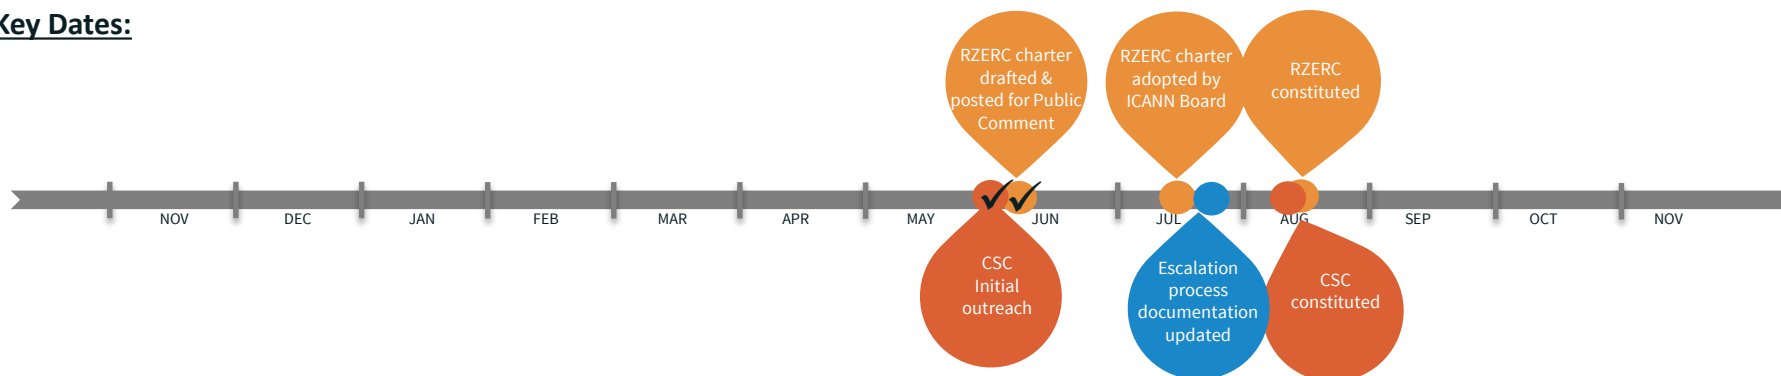 Key Dates:
RZERC charter
drafted &
posted for Public
Comment
RZERC charter
adopted by
ICANN Board
RZERC
constituted
NOV
DEC
JAN
FEB
MAR
APR
MAY
JUN
JUL
AUG
SEP
OCT
NOV
CSC
Initial
outreach
Escalation
process
documentation
updated
CSC
constituted